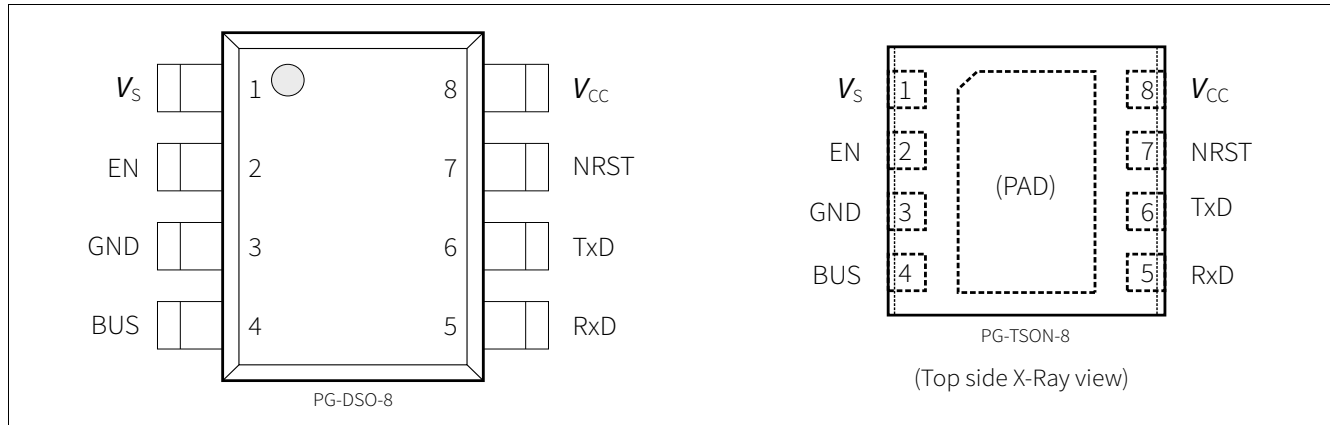 VS 1 8 VCC
EN 2 7 NRST
GND 3 6 TxD
BUS 4 5 RxD
PG-DSO-8
VS 1 8 VCC
EN 2 7 NRST
(PAD)
GND 3 6 TxD
BUS 4 5 RxD
PG-TSON-8
(Top side X-Ray view)